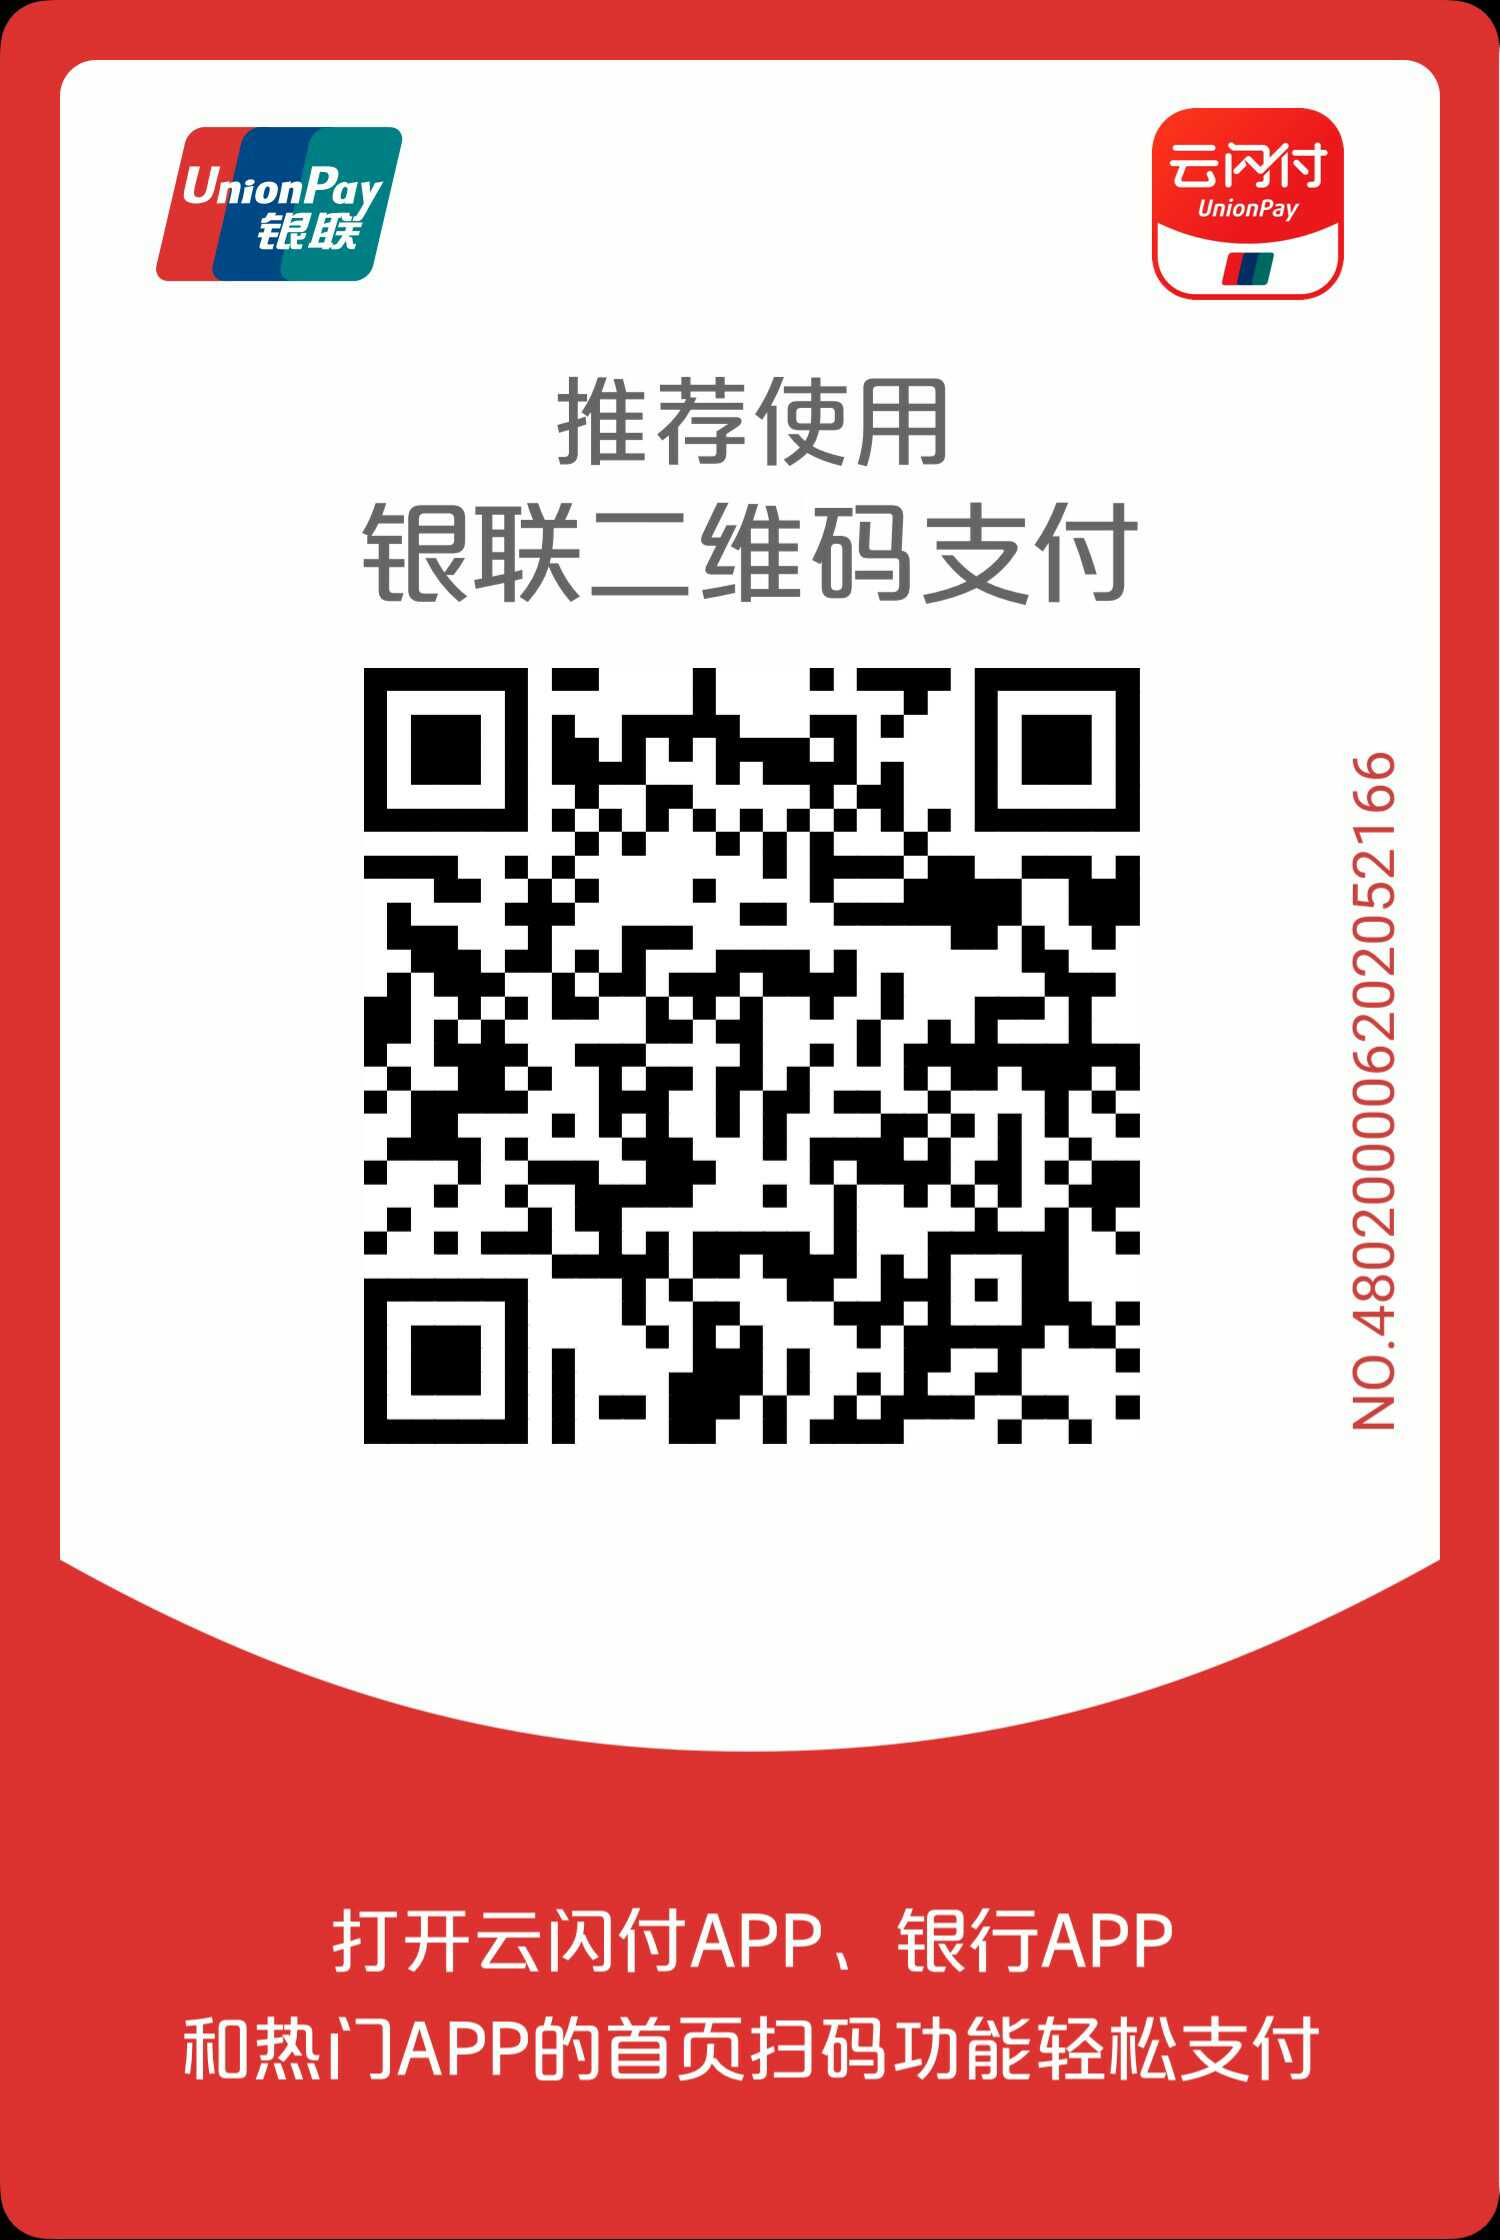 UnionPay
银联
云闪付
UnionPay
推荐使用
银联二维码支付
NO.480200006202052166
打开云闪付APP、银行APP
和热门APP的首页扫码功能轻松支付